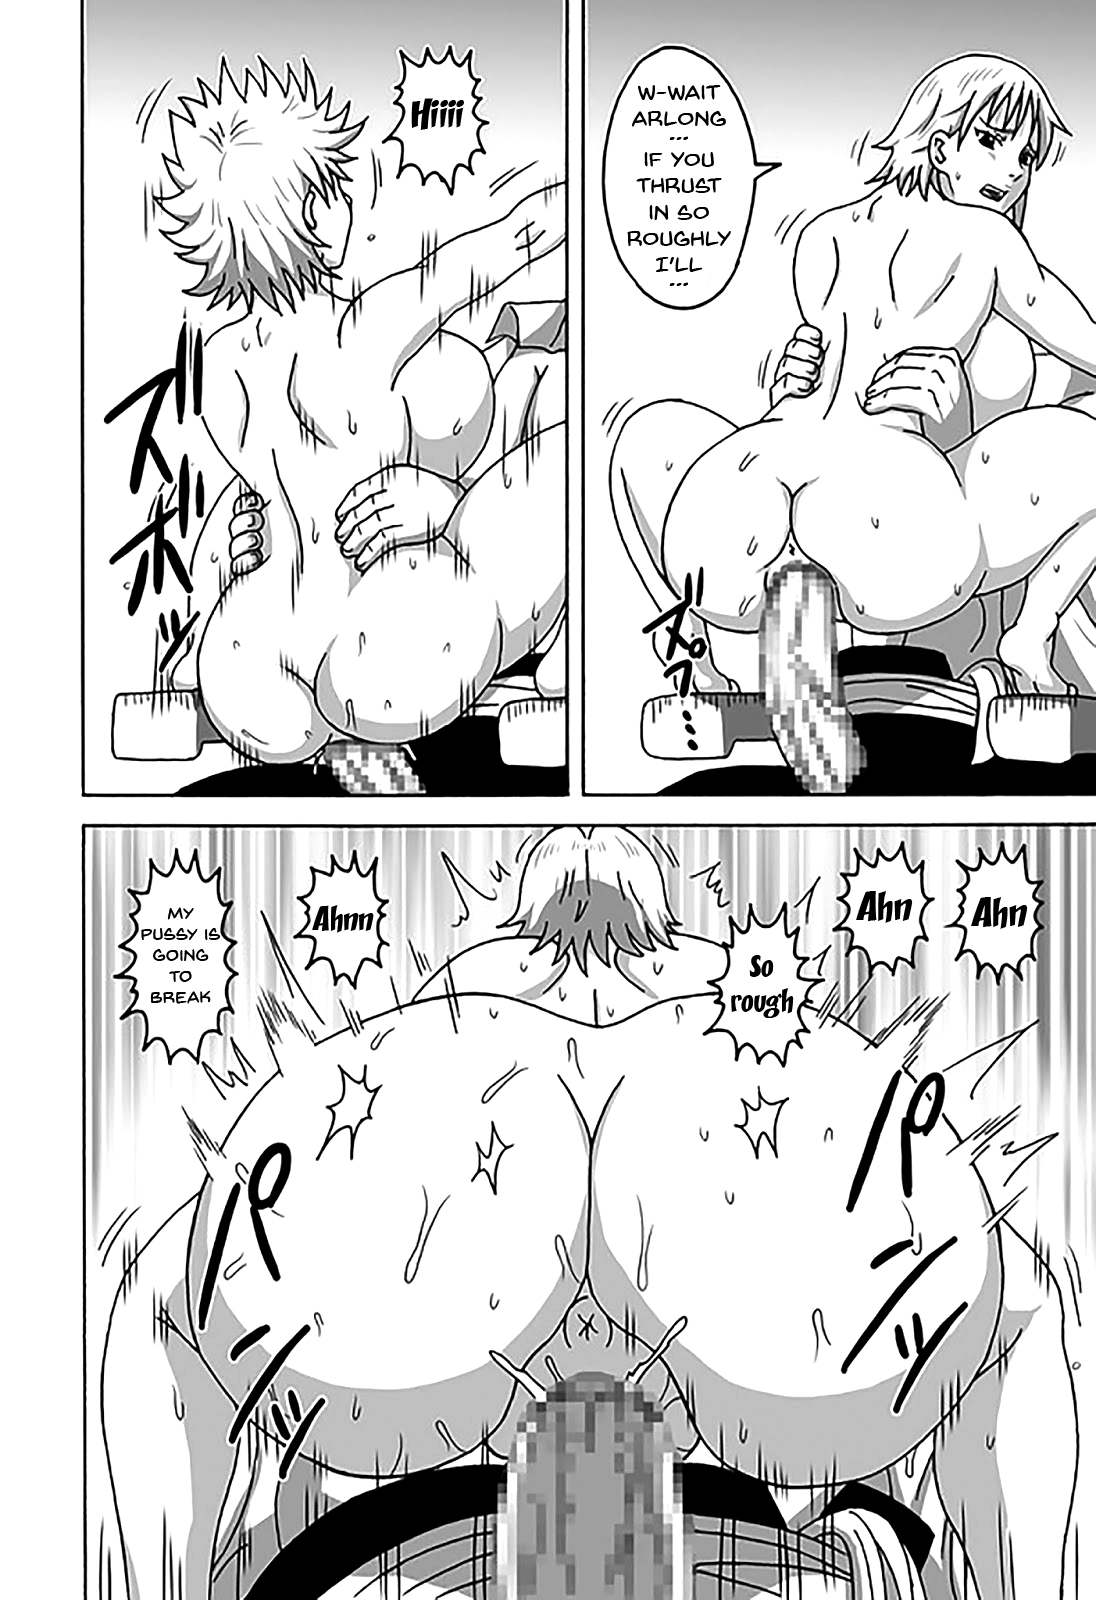 W-WAIT
ARLONG
...
IF YOU
THRUST
IN SO
ROUGHLY
I'LL
...
ズプッ…
Hiiii
ズボッ
Ahn
Ahn
So
rough
Ahnn
MY
PUSSY IS
GOING
TO
BREAK
パンッ
パンッ